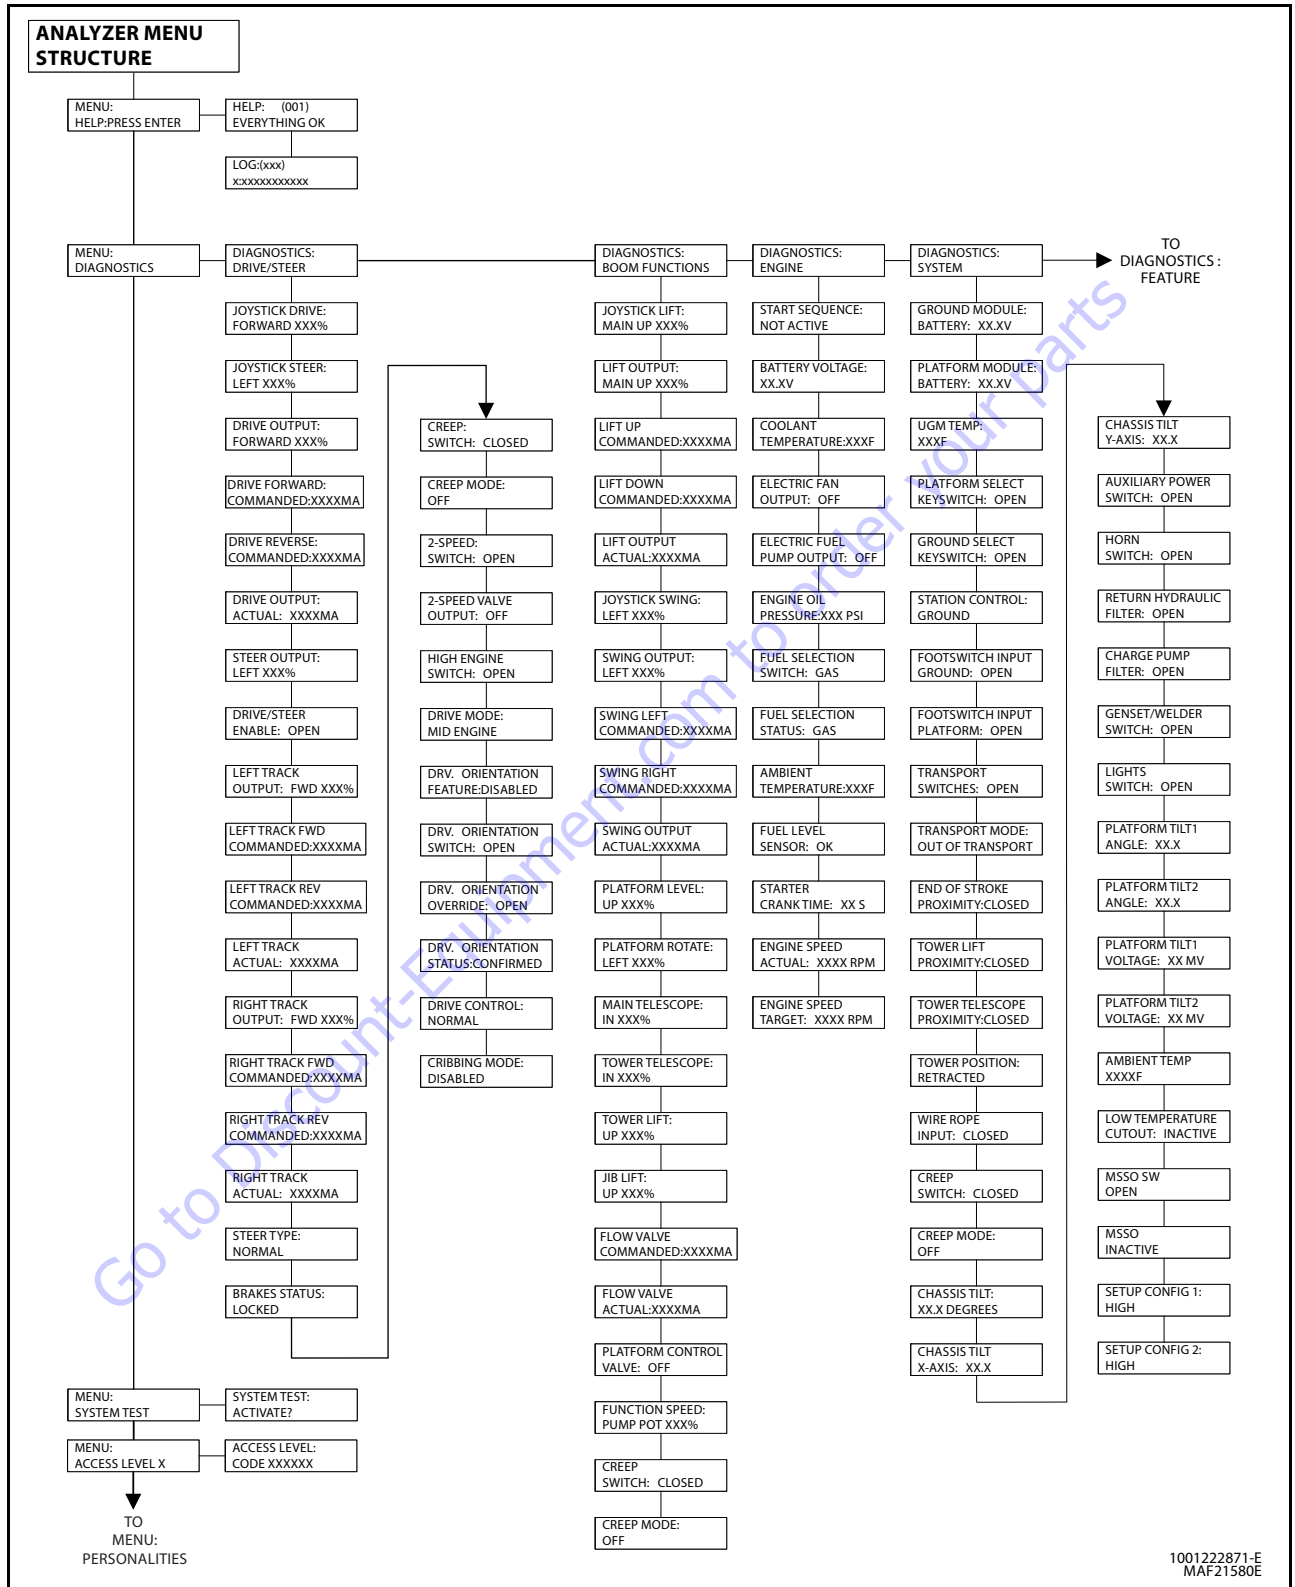 ANALYZER MENU
STRUCTURE
MENU:
HELP:PRESS ENTER
HELP: (001)
EVERYTHING OK
LOG:(xxx)
x:xxxxxxxxxxx
MENU:
DIAGNOSTICS
DIAGNOSTICS:
DRIVE/STEER
JOYSTICK DRIVE:
FORWARD XXX%
JOYSTICK STEER:
LEFT XXX%
DRIVE OUTPUT:
FORWARD XXX%
DRIVE FORWARD:
COMMANDED:XXXXMA
DRIVE REVERSE:
COMMANDED:XXXXMA
DRIVE OUTPUT:
ACTUAL: XXXXMA
STEER OUTPUT:
LEFT XXX%
DRIVE/STEER
ENABLE: OPEN
LEFT TRACK
OUTPUT: FWD XXX%
LEFT TRACK FWD
COMMANDED:XXXXMA
LEFT TRACK REV
COMMANDED:XXXXMA
LEFT TRACK
ACTUAL: XXXXMA
RIGHT TRACK
OUTPUT: FWD XXX%
RIGHT TRACK FWD
COMMANDED:XXXXMA
RIGHT TRACK REV
COMMANDED:XXXXMA
RIGHT TRACK
ACTUAL: XXXXMA
STEER TYPE:
NORMAL
BRAKES STATUS:
LOCKED
CREEP:
SWITCH: CLOSED
CREEP MODE:
OFF
2-SPEED:
SWITCH: OPEN
2-SPEED VALVE
OUTPUT: OFF
HIGH ENGINE
SWITCH: OPEN
DRIVE MODE:
MID ENGINE
DRV. ORIENTATION
FEATURE:DISABLED
DRV. ORIENTATION
SWITCH: OPEN
DRV. ORIENTATION
OVERRIDE: OPEN
DRV. ORIENTATION
STATUS:CONFIRMED
DRIVE CONTROL:
NORMAL
CRIBBING MODE:
DISABLED
DIAGNOSTICS:
BOOM FUNCTIONS
JOYSTICK LIFT:
MAIN UP XXX%
LIFT OUTPUT:
MAIN UP XXX%
LIFT UP
COMMANDED:XXXXMA
LIFT DOWN
COMMANDED:XXXXMA
LIFT OUTPUT
ACTUAL:XXXXMA
JOYSTICK SWING:
LEFT XXX%
SWING OUTPUT:
LEFT XXX%
SWING LEFT
COMMANDED:XXXXMA
SWING RIGHT
COMMANDED:XXXXMA
SWING OUTPUT
ACTUAL:XXXXMA
PLATFORM LEVEL:
UP XXX%
PLATFORM ROTATE:
LEFT XXX%
MAIN TELESCOPE:
IN XXX%
TOWER TELESCOPE:
IN XXX%
TOWER LIFT:
UP XXX%
JIB LIFT:
UP XXX%
FLOW VALVE
COMMANDED:XXXXMA
FLOW VALVE
ACTUAL:XXXXMA
PLATFORM CONTROL
VALVE: OFF
FUNCTION SPEED:
PUMP POT XXX%
CREEP
SWITCH: CLOSED
CREEP MODE:
OFF
DIAGNOSTICS:
ENGINE
START SEQUENCE:
NOT ACTIVE
BATTERY VOLTAGE:
XX.XV
COOLANT
TEMPERATURE:XXXF
ELECTRIC FAN
OUTPUT: OFF
ELECTRIC FUEL
PUMP OUTPUT: OFF
ENGINE OIL
PRESSURE:XXX PSI
FUEL SELECTION
SWITCH: GAS
FUEL SELECTION
STATUS: GAS
AMBIENT
TEMPERATURE:XXXF
FUEL LEVEL
SENSOR: OK
STARTER
CRANK TIME: XX S
ENGINE SPEED
ACTUAL: XXXX RPM
ENGINE SPEED
TARGET: XXXX RPM
DIAGNOSTICS:
SYSTEM
GROUND MODULE:
BATTERY: XX.XV
PLATFORM MODULE:
BATTERY: XX.XV
UGM TEMP:
XXXF
PLATFORM SELECT
KEYSWITCH: OPEN
GROUND SELECT
KEYSWITCH: OPEN
STATION CONTROL:
GROUND
FOOTSWITCH INPUT
GROUND: OPEN
FOOTSWITCH INPUT
PLATFORM: OPEN
TRANSPORT
SWITCHES: OPEN
TRANSPORT MODE:
OUT OF TRANSPORT
END OF STROKE
PROXIMITY:CLOSED
TOWER LIFT
PROXIMITY:CLOSED
TOWER TELESCOPE
PROXIMITY:CLOSED
TOWER POSITION:
RETRACTED
WIRE ROPE
INPUT: CLOSED
CREEP
SWITCH: CLOSED
CREEP MODE:
OFF
CHASSIS TILT:
XX.X DEGREES
CHASSIS TILT
X-AXIS: XX.X
TO
DIAGNOSTICS :
FEATURE
CHASSIS TILT
Y-AXIS: XX.X
AUXILIARY POWER
SWITCH: OPEN
HORN
SWITCH: OPEN
RETURN HYDRAULIC
FILTER: OPEN
CHARGE PUMP
FILTER: OPEN
GENSET/WELDER
SWITCH: OPEN
LIGHTS
SWITCH: OPEN
PLATFORM TILT1
ANGLE: XX.X
PLATFORM TILT2
ANGLE: XX.X
PLATFORM TILT1
VOLTAGE: XX MV
PLATFORM TILT2
VOLTAGE: XX MV
AMBIENT TEMP
XXXXF
LOW TEMPERATURE
CUTOUT: INACTIVE
MSSO SW
OPEN
MSSO
INACTIVE
SETUP CONFIG 1:
HIGH
SETUP CONFIG 2:
HIGH
MENU:
SYSTEM TEST
SYSTEM TEST:
ACTIVATE?
MENU:
ACCESS LEVEL X
ACCESS LEVEL:
CODE XXXXXX
TO
MENU:
PERSONALITIES
1001222871-E
MAF21580E
Go to Discount-Equipment.com to order your parts